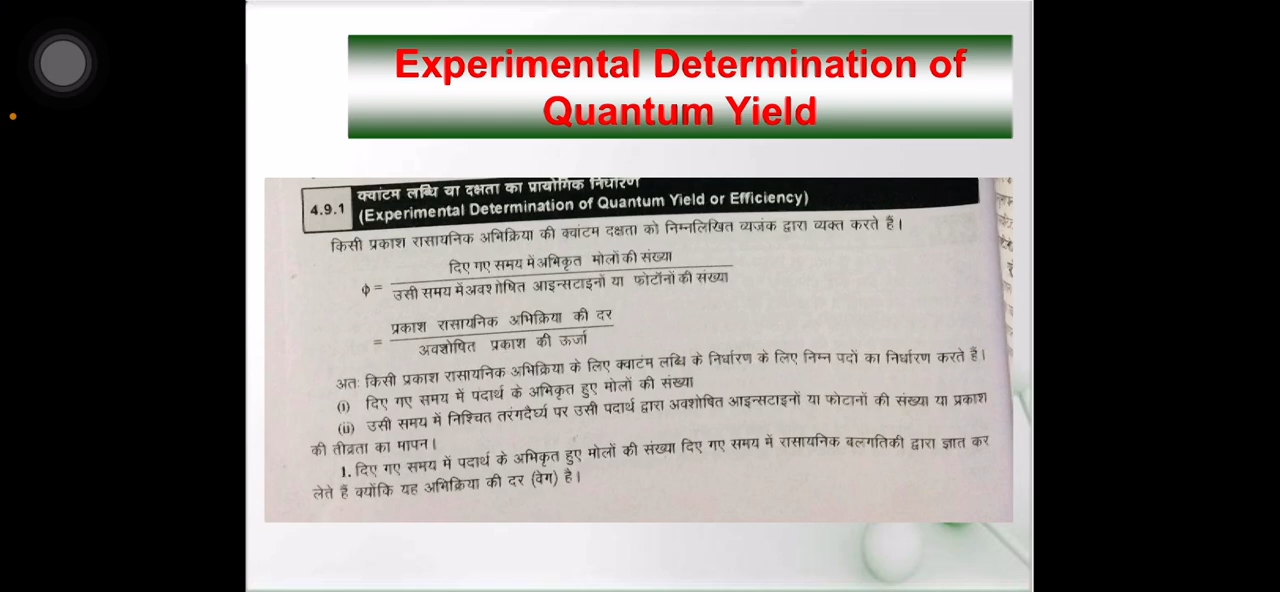 Experimental Determination of
Quantum Yield
4.9.1
क्वांटम लब्धि या दक्षता का प्रायोगिक निर्धारण
(Experimental Determination of Quantum Yield or Efficiency)
किसी प्रकाश रासायनिक अभिक्रिया की क्वांटम दक्षता को निम्नलिखित व्यजंक द्वारा व्यक्त करते हैं।
दिए गए समय में अभिकृत मोलों की संख्या
ϕ =
उसी समय में अवशोषित आइन्सटाइनों या फोटॉनों की संख्या
प्रकाश रासायनिक अभिक्रिया की दर
=
अवशोषित प्रकाश की ऊर्जा
अतः किसी प्रकाश रासायनिक अभिक्रिया के लिए क्वाटंम लब्धि के निर्धारण के लिए निम्न पदों का निर्धारण करते हैं।
(i) दिए गए समय में पदार्थ के अभिकृत हुए मोलों की संख्या
(ii) उसी समय में निश्चित तरंगदैर्घ्य पर उसी पदार्थ द्वारा अवशोषित आइन्सटाइनों या फोटानों की संख्या या प्रकाश
की तीव्रता का मापन।
1. दिए गए समय में पदार्थ के अभिकृत हुए मोलों की संख्या दिए गए समय में रासायनिक बलगतिकी द्वारा ज्ञात कर
लेते हैं क्योंकि यह अभिक्रिया की दर (वेग) है।